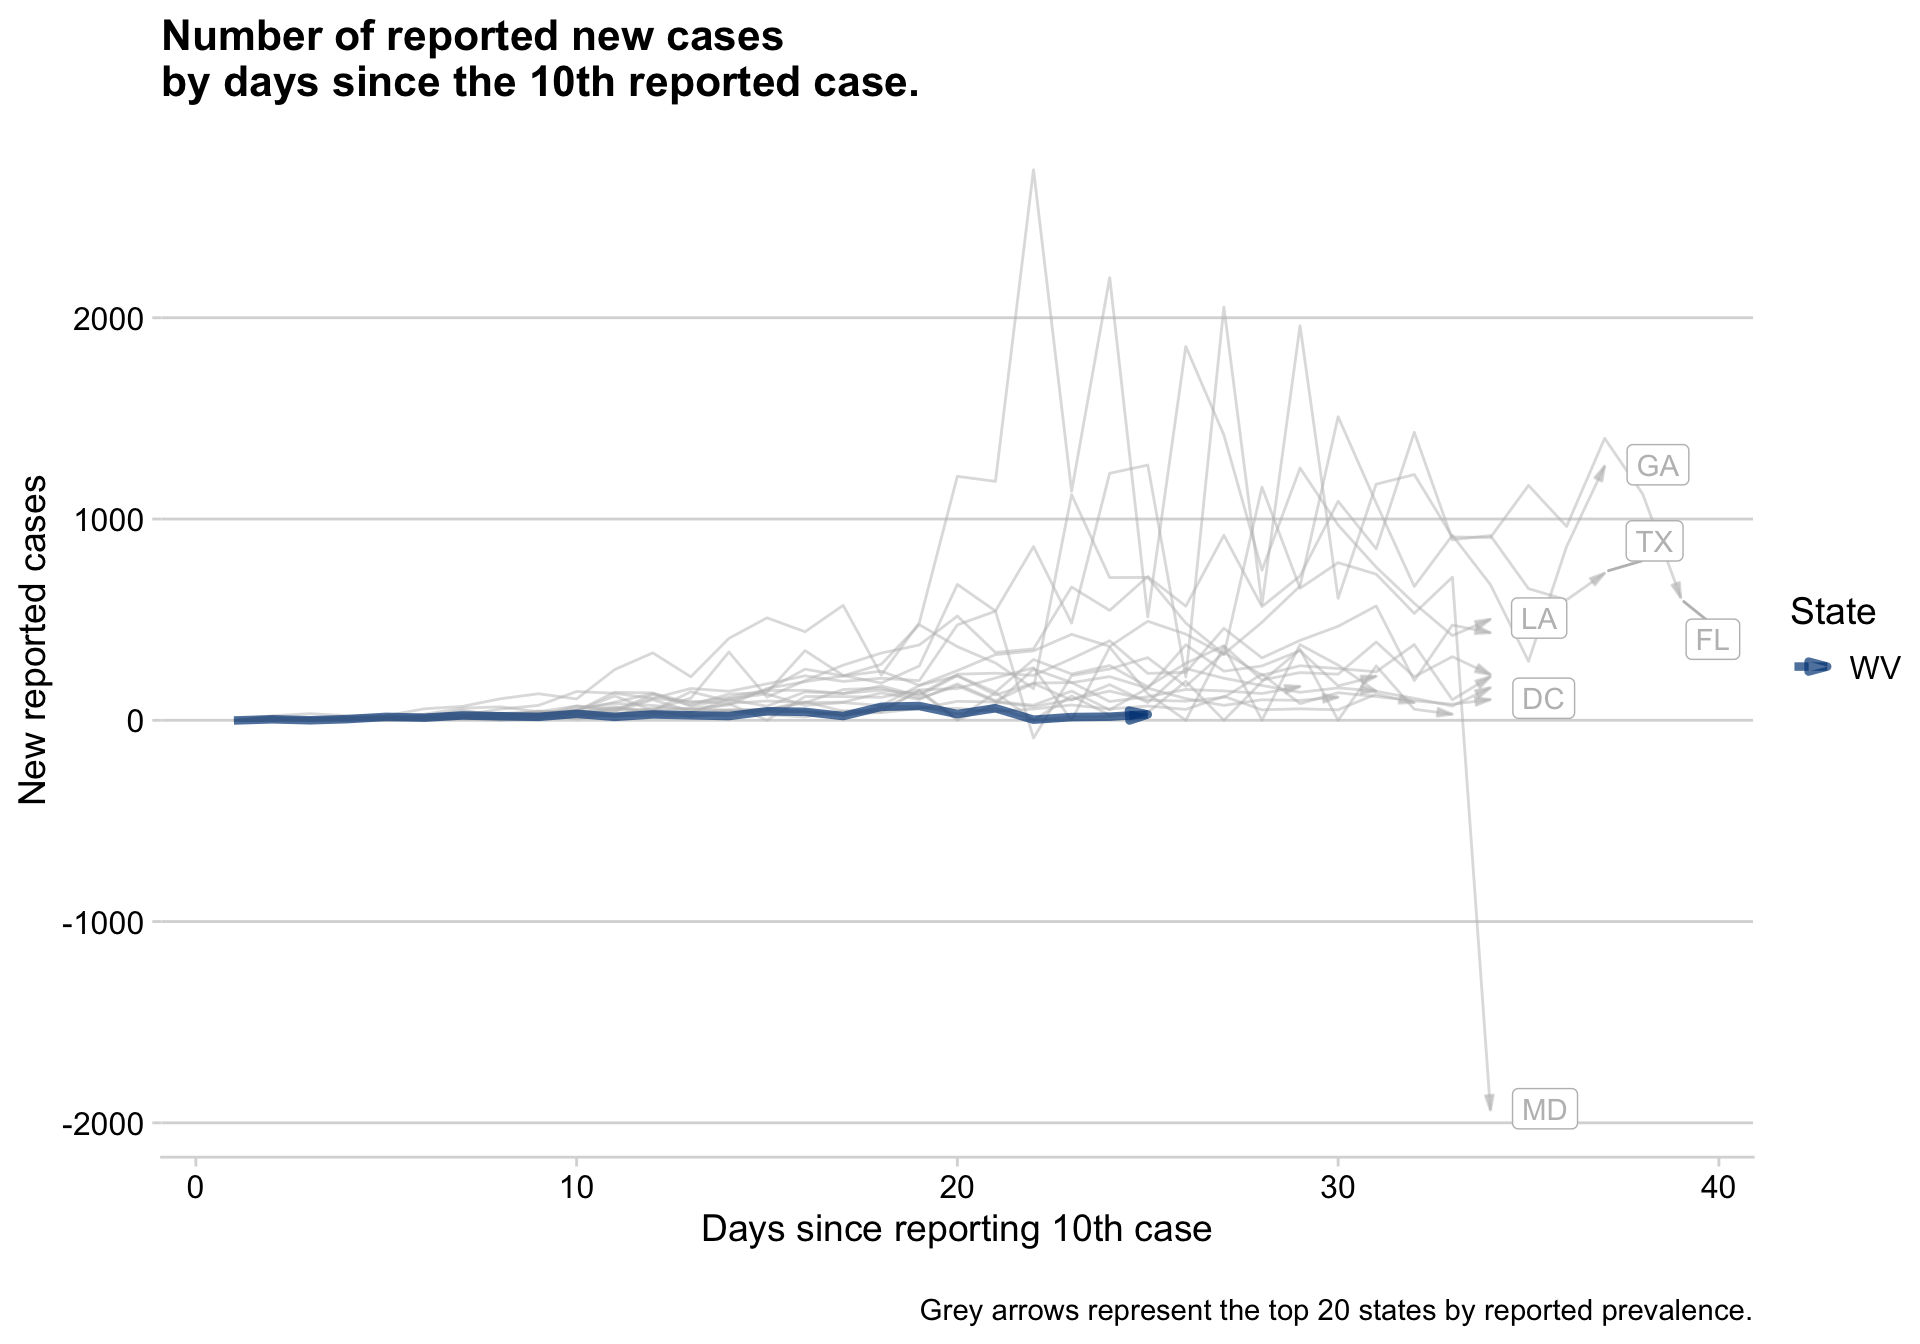 Number of reported new cases
by days since the 10th reported case.
New reported cases
2000
1000
0
-1000
-2000
GA
TX
LA
FL
DC
MD
State
WV
0
10
20
30
40
Days since reporting 10th case
Grey arrows represent the top 20 states by reported prevalence.